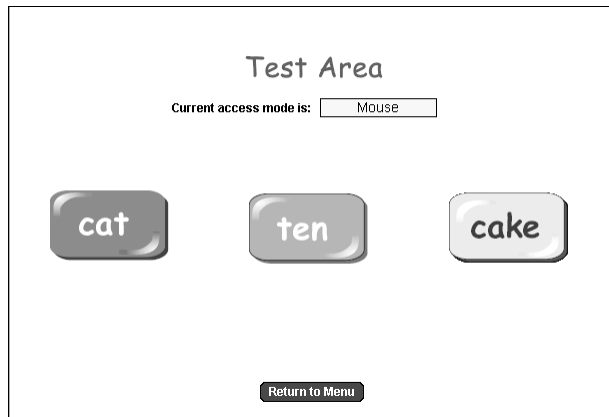 Test Area
Current access mode is: Mouse
cat ten cake
Return to Menu